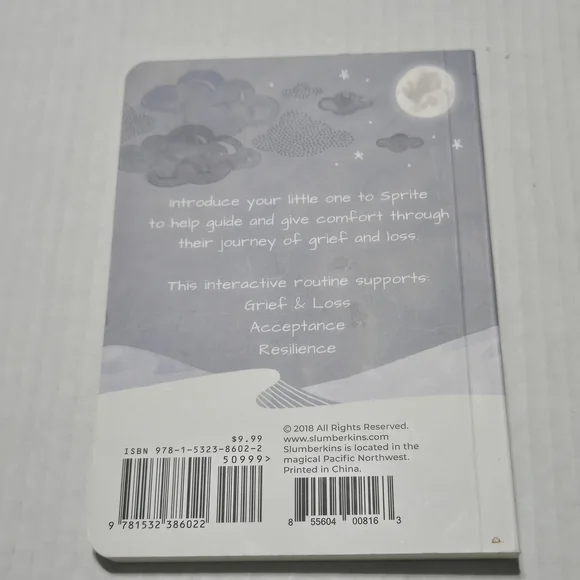 Introduce your little one to Sprite
to help guide and give comfort through
their journey of grief and loss.
This interactive routine supports:
Grief & Loss
Acceptance
Resilience
$9.99
ISBN 978-1-5323-8602-2
50999>
9 781532 386022
© 2018 All Rights Reserved.
www.slumberkins.com
Slumberkins is located in the
magical Pacific Northwest.
Printed in China.
8 55604 00816 3